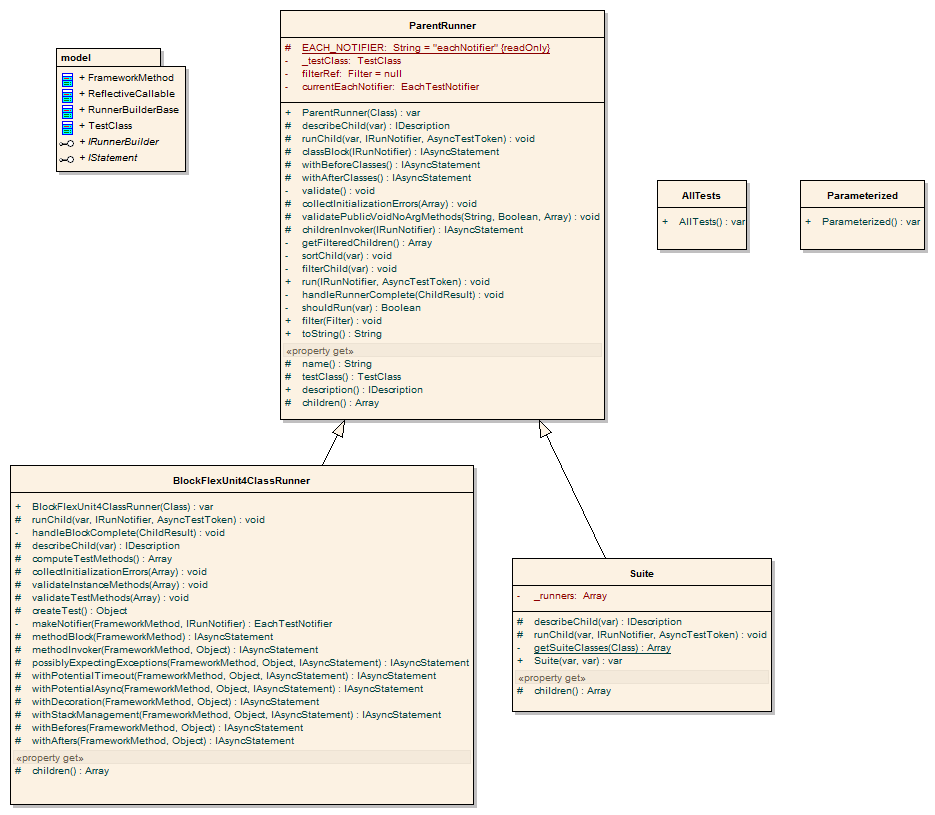 model
+ FrameworkMethod
+ ReflectiveCallable
+ RunnerBuilderBase
+ TestClass
+ IRunnerBuilder
+ IStatement
ParentRunner
# EACH_NOTIFIER: String = "eachNotifier" {readOnly}
- _testClass: TestClass
- filterRef: Filter = null
- currentEachNotifier: EachTestNotifier
+ ParentRunner(Class) : var
# describeChild(var) : IDescription
# runChild(var, IRunNotifier, AsyncTestToken) : void
# classBlock(IRunNotifier) : IAsyncStatement
# withBeforeClasses() : IAsyncStatement
# withAfterClasses() : IAsyncStatement
- validate() : void
# collectInitializationErrors(Array) : void
# validatePublicVoidNoArgMethods(String, Boolean, Array) : void
# childrenInvoker(IRunNotifier) : IAsyncStatement
- getFilteredChildren() : Array
- sortChild(var) : void
- filterChild(var) : void
+ run(IRunNotifier, AsyncTestToken) : void
- handleRunnerComplete(ChildResult) : void
- shouldRun(var) : Boolean
+ filter(Filter) : void
+ toString() : String
«property get»
# name() : String
# testClass() : TestClass
+ description() : IDescription
# children() : Array
AllTests
+ AllTests() : var
Parameterized
+ Parameterized() : var
BlockFlexUnit4ClassRunner
+ BlockFlexUnit4ClassRunner(Class) : var
# runChild(var, IRunNotifier, AsyncTestToken) : void
- handleBlockComplete(ChildResult) : void
# describeChild(var) : IDescription
# computeTestMethods() : Array
# collectInitializationErrors(Array) : void
# validateInstanceMethods(Array) : void
# validateTestMethods(Array) : void
# createTest() : Object
- makeNotifier(FrameworkMethod, IRunNotifier) : EachTestNotifier
# methodBlock(FrameworkMethod) : IAsyncStatement
# methodInvoker(FrameworkMethod, Object) : IAsyncStatement
# possiblyExpectingExceptions(FrameworkMethod, Object, IAsyncStatement) : IAsyncStatement
# withPotentialTimeout(FrameworkMethod, Object, IAsyncStatement) : IAsyncStatement
# withPotentialAsync(FrameworkMethod, Object, IAsyncStatement) : IAsyncStatement
# withDecoration(FrameworkMethod, Object) : IAsyncStatement
# withStackManagement(FrameworkMethod, Object, IAsyncStatement) : IAsyncStatement
# withBefores(FrameworkMethod, Object) : IAsyncStatement
# withAfters(FrameworkMethod, Object) : IAsyncStatement
«property get»
# children() : Array
Suite
- _runners: Array
# describeChild(var) : IDescription
# runChild(var, IRunNotifier, AsyncTestToken) : void
- getSuiteClasses(Class) : Array
+ Suite(var, var) : var
«property get»
# children() : Array